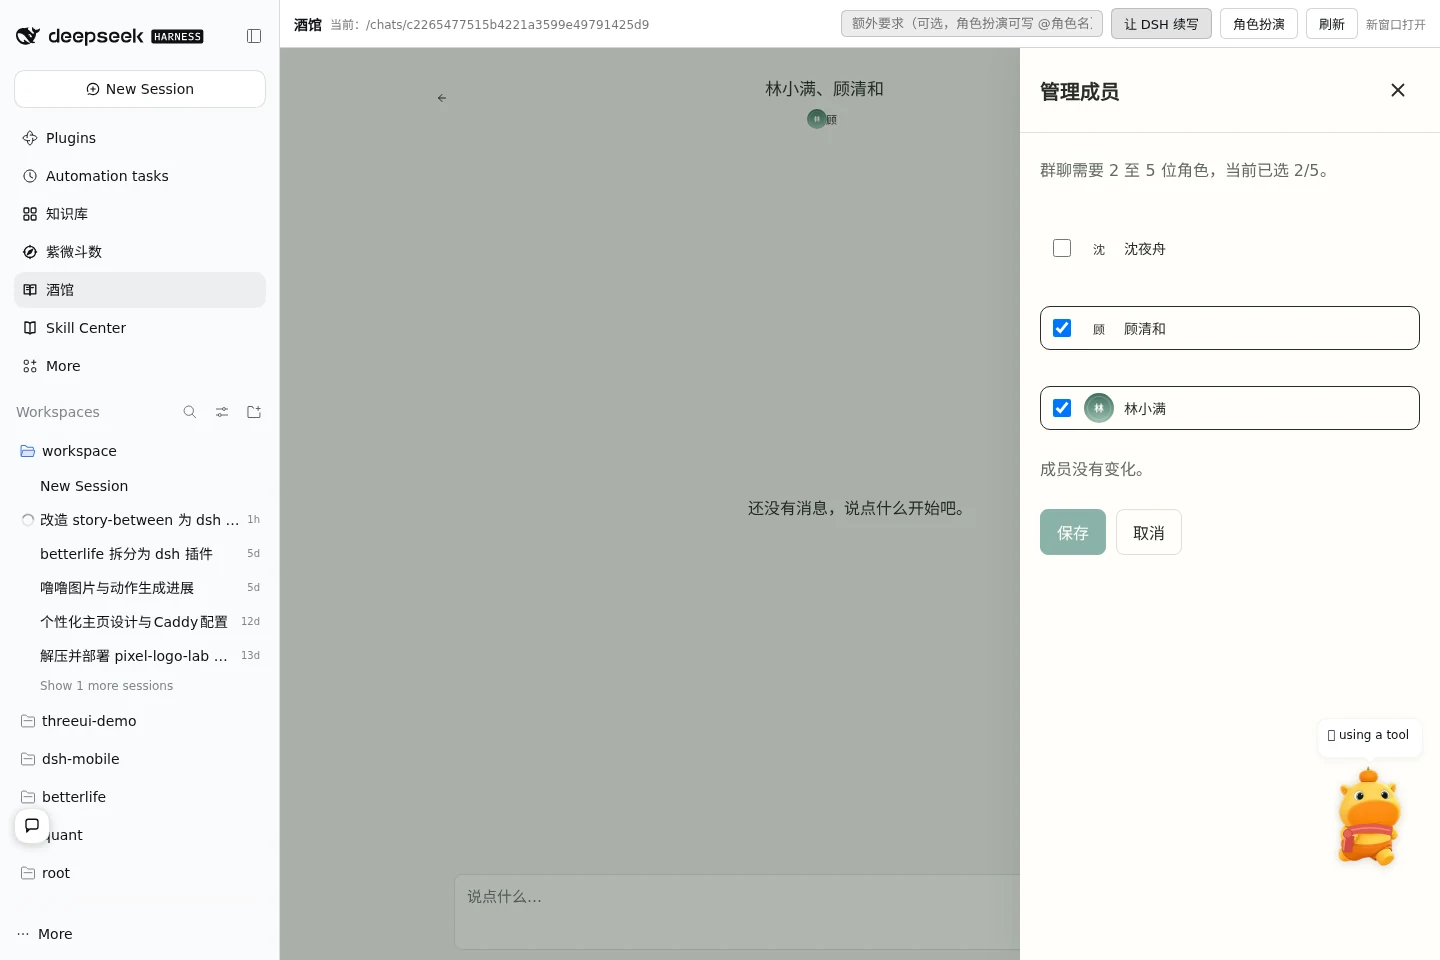 deepseek HARNESS
New Session
Plugins
Automation tasks
知识库
紫微斗数
酒馆
Skill Center
More
Workspaces
workspace
New Session
改造 story-between 为 dsh ... 1h
betterlife 拆分为 dsh 插件 5d
噜噜图片与动作生成进展 5d
个性化主页设计与Caddy配置 12d
解压并部署 pixel-logo-lab ... 13d
Show 1 more sessions
threeui-demo
dsh-mobile
betterlife
quant
root
More
酒馆 当前：/chats/c2265477515b4221a3599e49791425d9
额外要求（可选，角色扮演可写 @角色名）
让 DSH 续写
角色扮演
刷新
新窗口打开
林小满、顾清和
林 顾
还没有消息，说点什么开始吧。
说点什么…
管理成员
群聊需要 2 至 5 位角色，当前已选 2/5。
沈 沈夜舟
顾 顾清和
林 林小满
成员没有变化。
保存 取消
using a tool